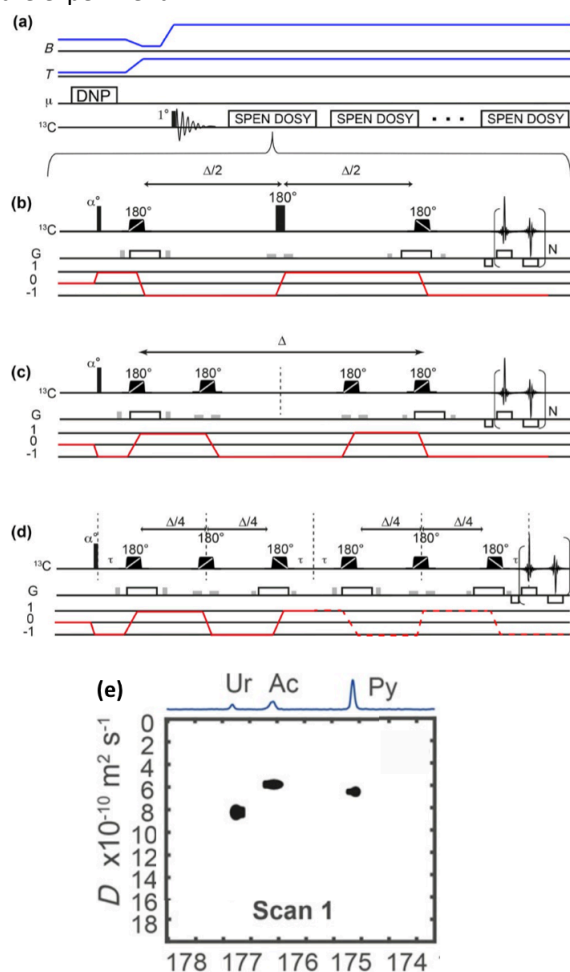 (a)
B
T
μ DNP
1°
¹³C SPEN DOSY SPEN DOSY • • • SPEN DOSY
Δ/2 Δ/2
(b) 180°
α° 180° 180°
¹³C
G N
1
0
-1
Δ
(c)
α° 180° 180° 180° 180°
¹³C
G N
1
0
-1
Δ/4 Δ/4 Δ/4 Δ/4
(d) 180° 180°
α° τ 180° 180° τ τ 180° 180° τ
¹³C
G N
1
0
-1
(e)
Ur Ac Py
0
2
4
6
8
10
12
14
16
18
D x10⁻¹⁰ m² s⁻¹
Scan 1
178 177 176 175 174